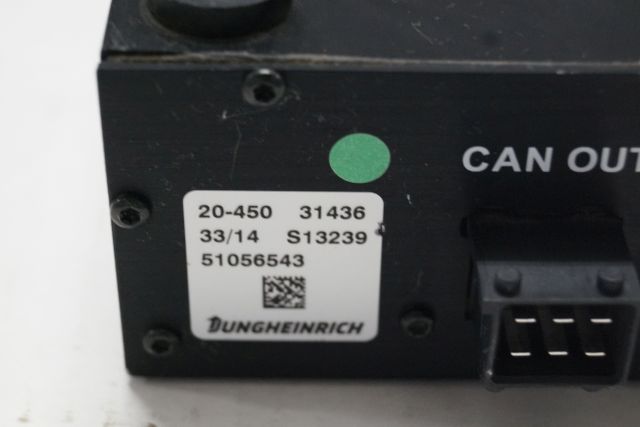 CAN OUT
20-450 31436
33/14 S13239
51056543
JUNGHEINRICH